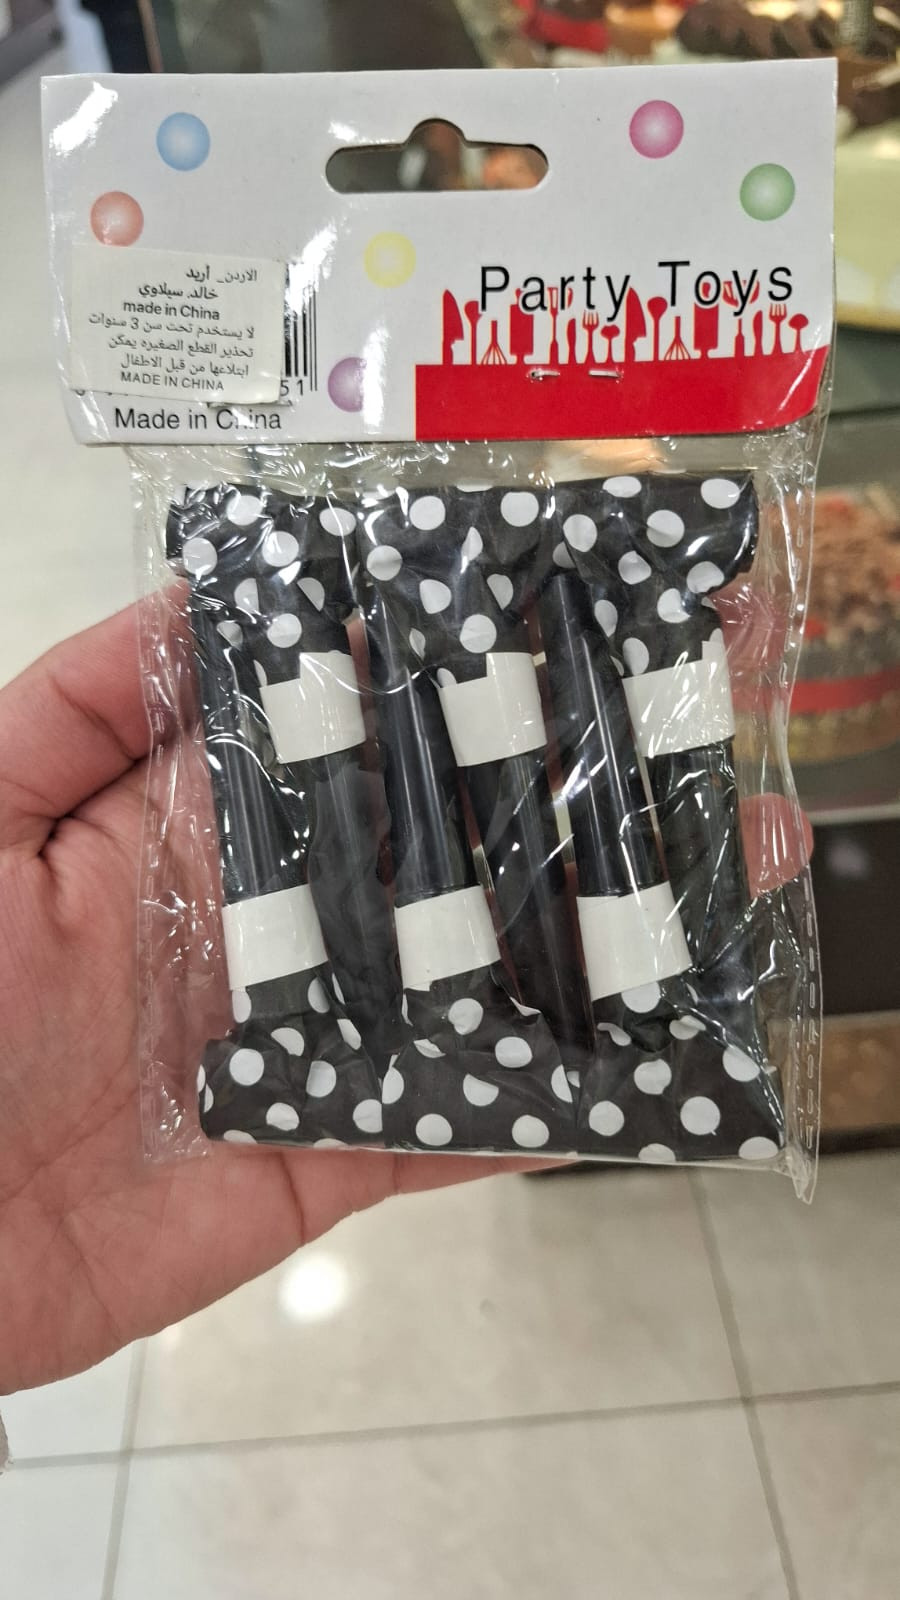 Party Toys
الاردن_ أربد
خالد سيلاوي
made in China
لا يستخدم تحت سن 3 سنوات
تحذير القطع الصغيره يمكن
ابتلاعها من قبل الاطفال
MADE IN CHINA
51
Made in China